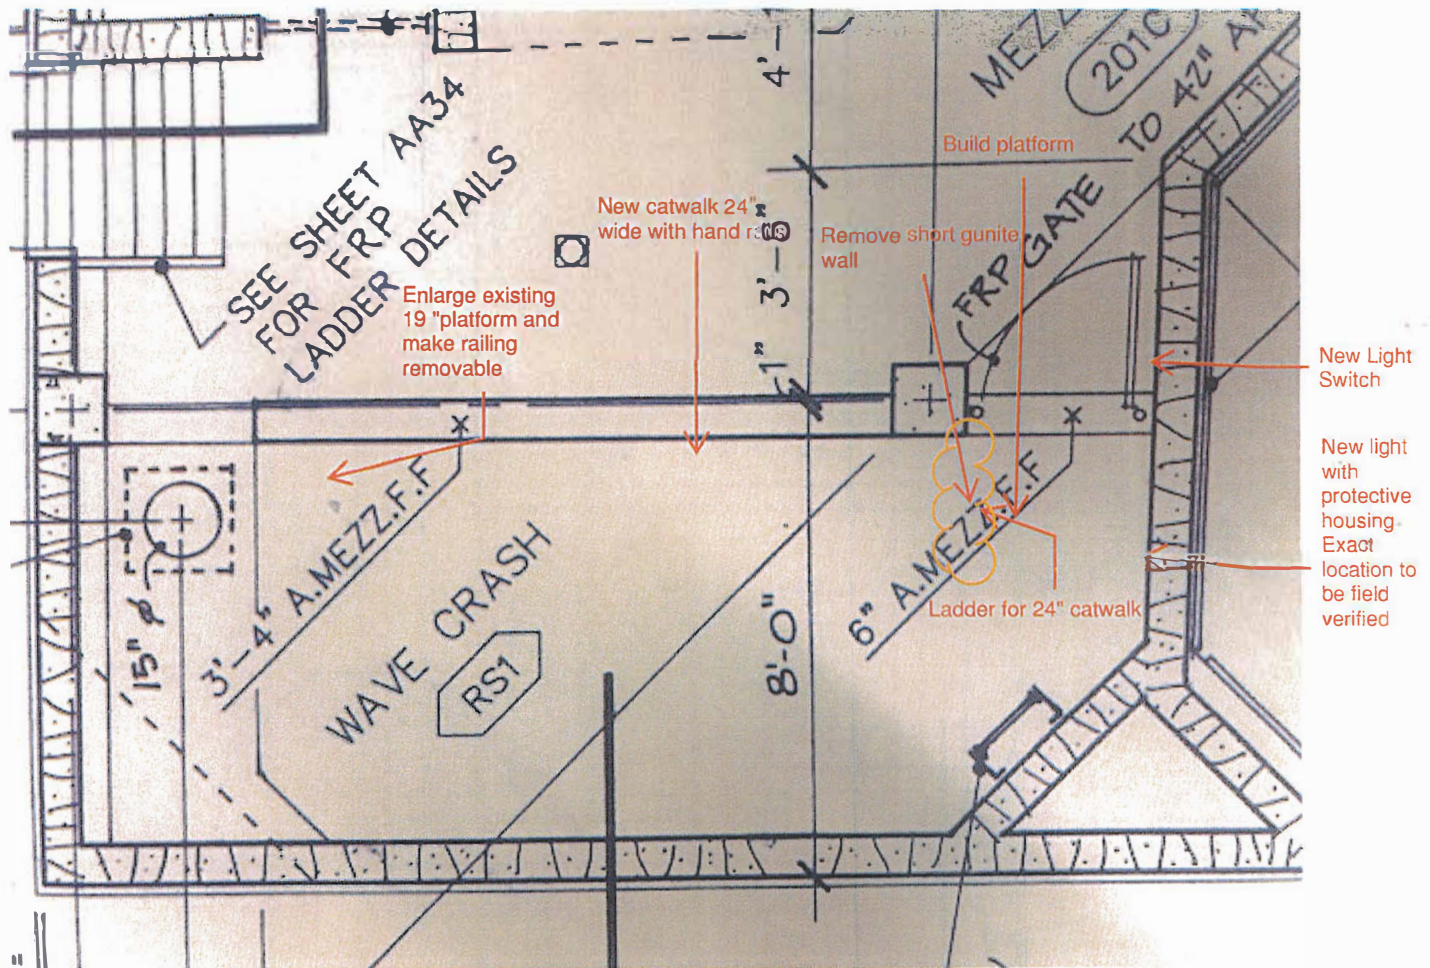 MEZZ
201C
TO 42" A
4'-
SEE SHEET AA34
FOR FRP
LADDER DETAILS
Build platform
New catwalk 24"
wide with hand
3'-8"
Remove short gunite
wall
FRP GATE
Enlarge existing
19 "platform and
make railing
removable
1"
New Light
Switch
New light
with
protective
housing
Exact
location to
be field
verified
3'-4" A.MEZZ.F.F
6" A.MEZZ.F.F
15" ø
WAVE CRASH
RS1
8'-0"
Ladder for 24" catwalk